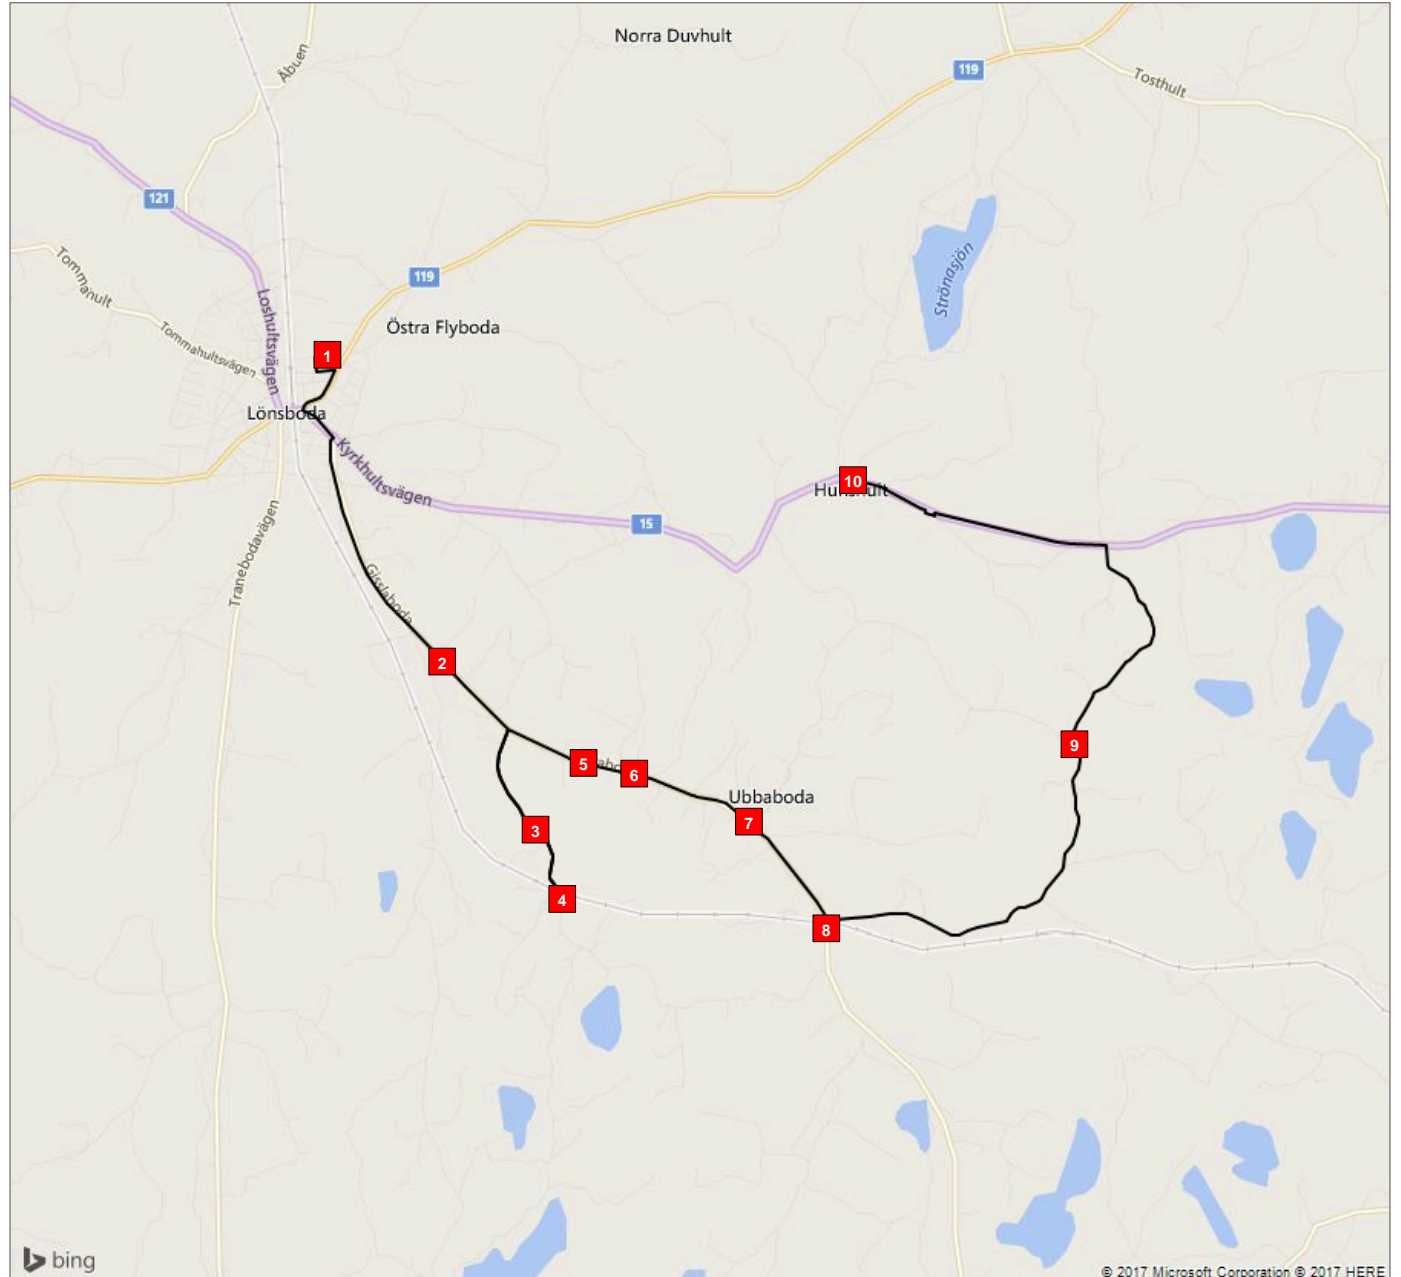 Norra Duvhult
119
Tosthult
Åbuen
121
Strönasjön
Tommahult
119
Loshultsvägen
Östra Flyboda
Tommahultsvägen
1
Lönsboda
Kyrkhultsvägen
10
15
Tranebodavägen
Gisslaboda
2
9
5
6
Ubbaboda
7
3
4
8
bing
© 2017 Microsoft Corporation © 2017 HERE